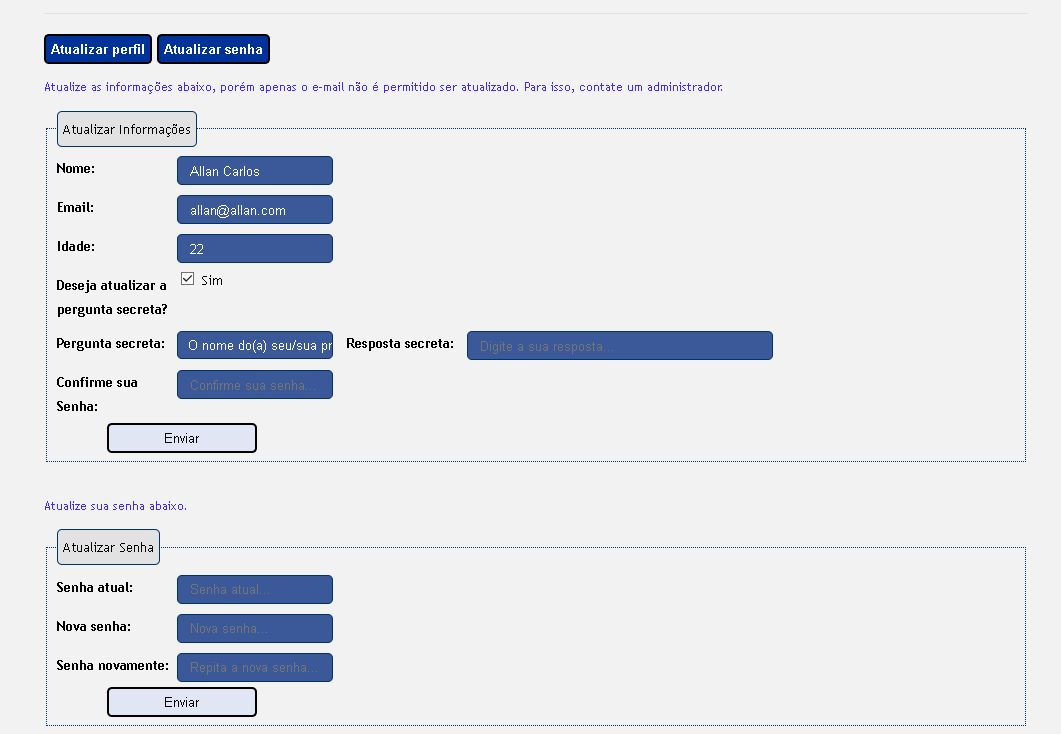 Atualizar perfil Atualizar senha
Atualize as informações abaixo, porém apenas o e-mail não é permitido ser atualizado. Para isso, contate um administrador.
Atualizar Informações
Nome: Allan Carlos
Email: allan@allan.com
Idade: 22
Deseja atualizar a pergunta secreta? Sim
Pergunta secreta: O nome do(a) seu/sua pr Resposta secreta: Digite a sua resposta...
Confirme sua Senha: Confirme sua senha...
Enviar
Atualize sua senha abaixo.
Atualizar Senha
Senha atual: Senha atual...
Nova senha: Nova senha...
Senha novamente: Repita a nova senha...
Enviar